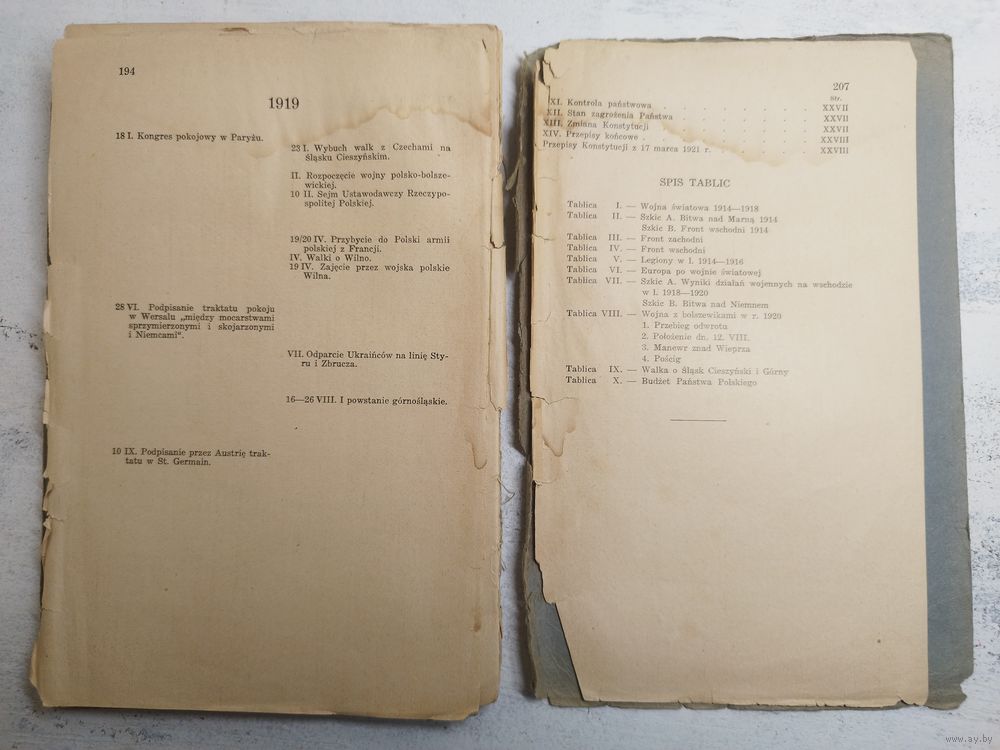 194
1919
18 I. Kongres pokojowy w Paryżu.
23 I. Wybuch walk z Czechami na
Śląsku Cieszyńskim.
II. Rozpoczęcie wojny polsko-bolsze-
wickiej.
10 II. Sejm Ustawodawczy Rzeczypo-
spolitej Polskiej.
19/20 IV. Przybycie do Polski armii
polskiej z Francji.
IV. Walki o Wilno.
19 IV. Zajęcie przez wojska polskie
Wilna.
28 VI. Podpisanie traktatu pokoju
w Wersalu „między mocarstwami
sprzymierzonymi i skojarzonymi
i Niemcami“.
VII. Odparcie Ukraińców na linię Sty-
ru i Zbrucza.
16—26 VIII. I powstanie górnośląskie.
10 IX. Podpisanie przez Austrię trak-
tatu w St. Germain.
207
Str.
XI. Kontrola państwowa . . . . . XXVII
XII. Stan zagrożenia Państwa . . . . . XXVII
XIII. Zmiana Konstytucji . . . . . XXVII
XIV. Przepisy końcowe . . . . . XXVIII
Przepisy Konstytucji z 17 marca 1921 r. . . . . . XXVIII
SPIS TABLIC
Tablica I. — Wojna światowa 1914—1918
Tablica II. — Szkic A. Bitwa nad Marną 1914
Szkic B. Front wschodni 1914
Tablica III. — Front zachodni
Tablica IV. — Front wschodni
Tablica V. — Legiony w l. 1914—1916
Tablica VI. — Europa po wojnie światowej
Tablica VII. — Szkic A. Wyniki działań wojennych na wschodzie
w l. 1918—1920
Szkic B. Bitwa nad Niemnem
Tablica VIII. — Wojna z bolszewikami w r. 1920
1. Przebieg odwrotu
2. Położenie dn. 12. VIII.
3. Manewr znad Wieprza
4. Pościg
Tablica IX. — Walka o Śląsk Cieszyński i Górny
Tablica X. — Budżet Państwa Polskiego
www.ay.by